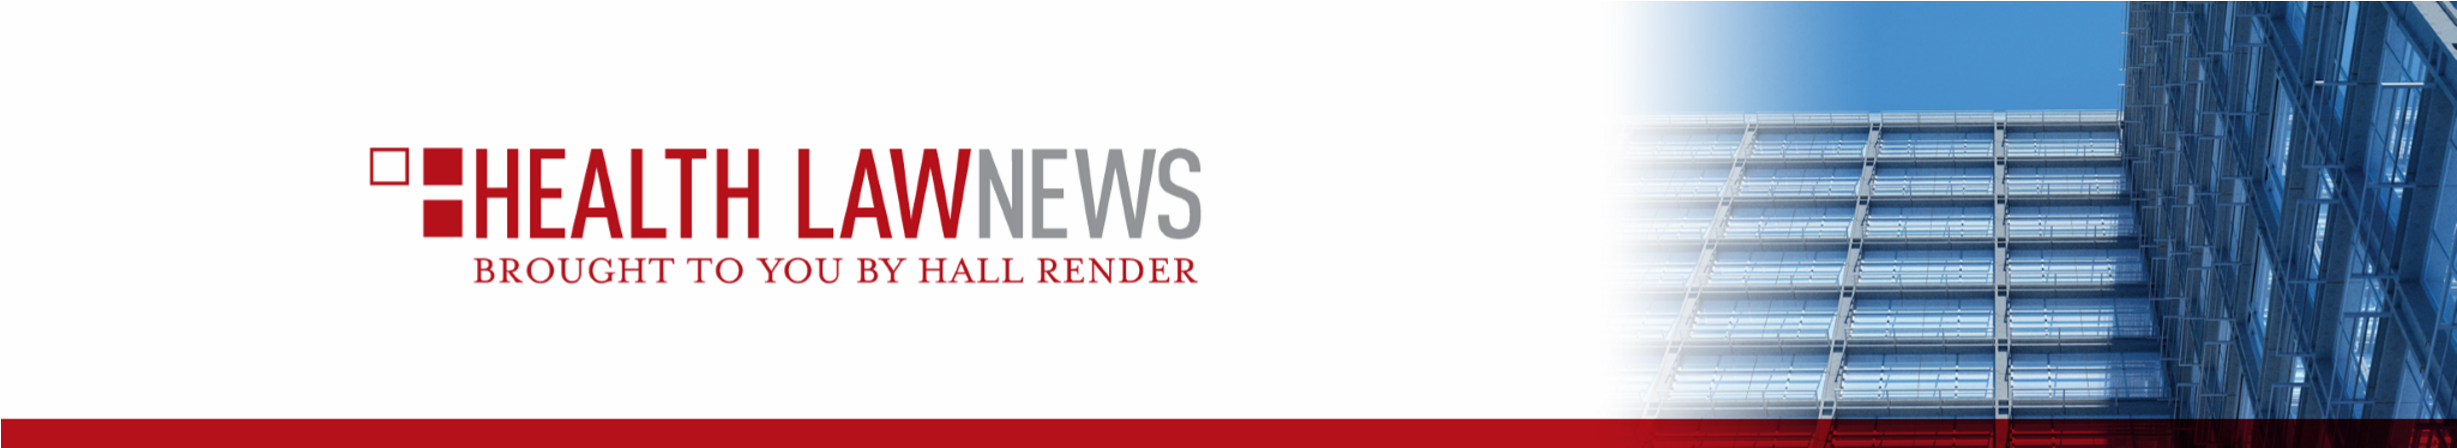 HEALTH LAWNEWS
BROUGHT TO YOU BY HALL RENDER